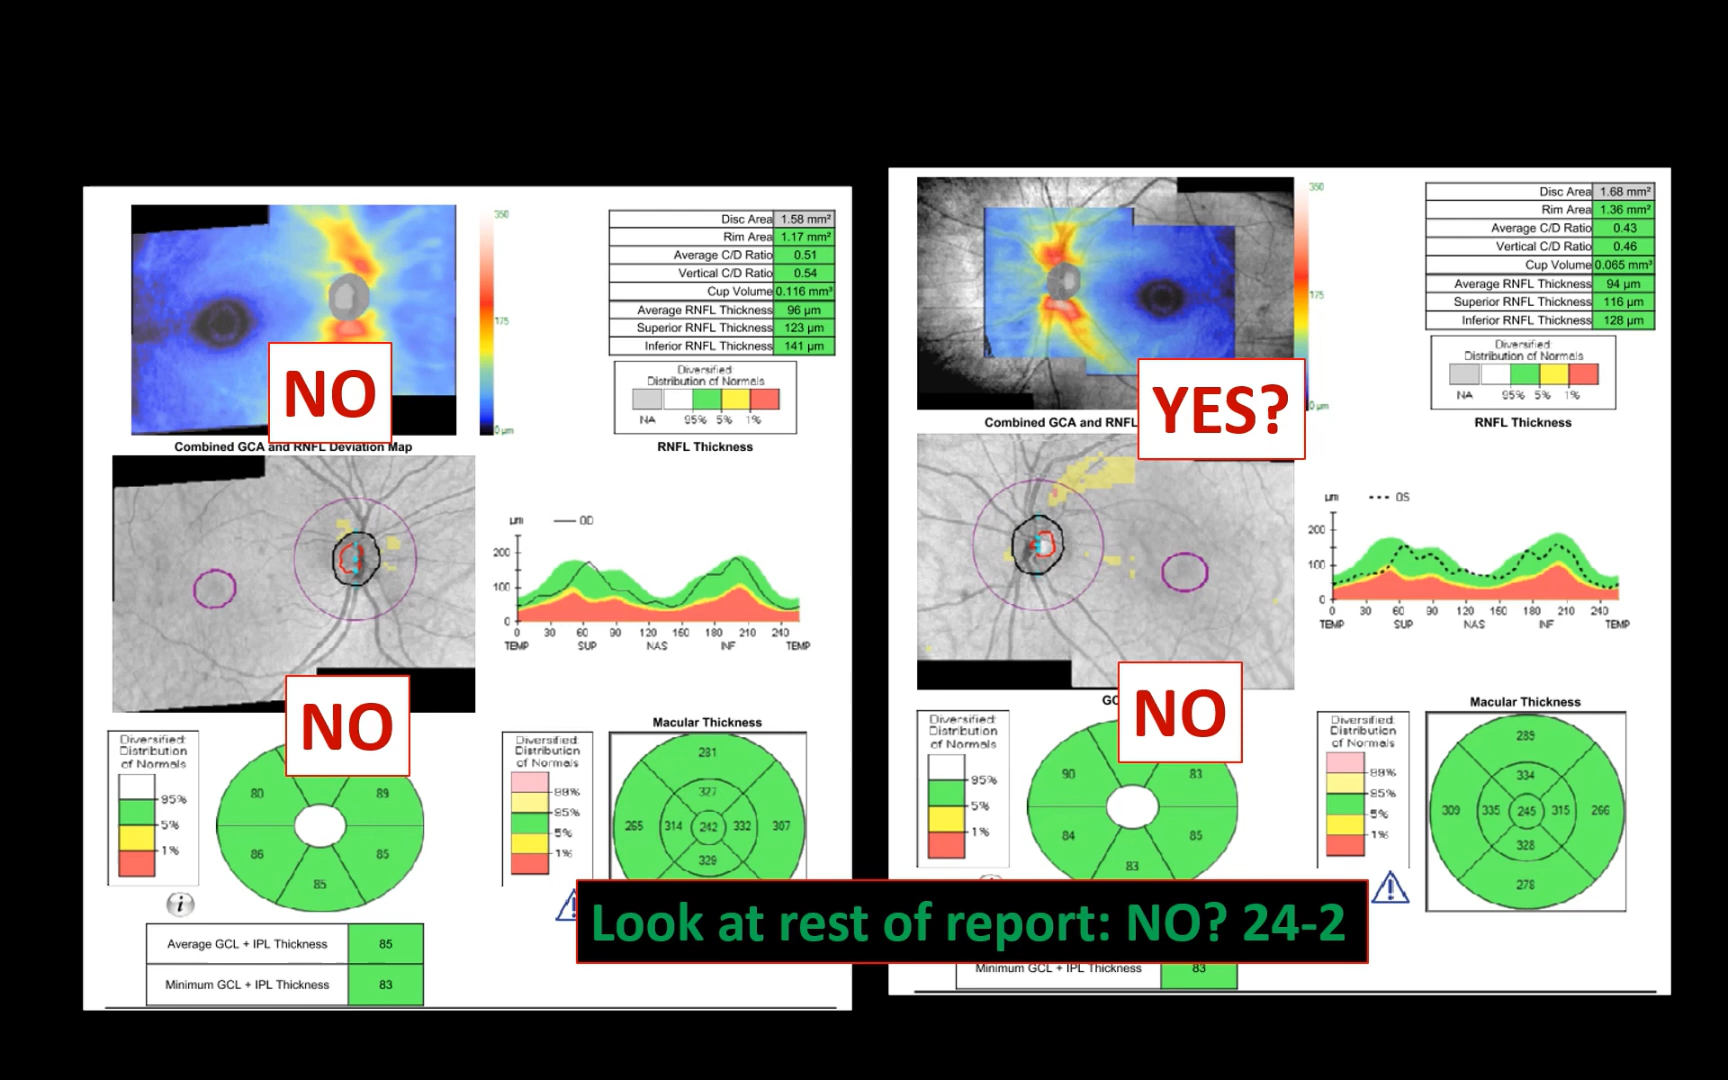 350
175
0 µm
Disc Area 1.58 mm²
Rim Area 1.17 mm²
Average C/D Ratio 0.51
Vertical C/D Ratio 0.54
Cup Volume 0.116 mm³
Average RNFL Thickness 96 µm
Superior RNFL Thickness 123 µm
Inferior RNFL Thickness 141 µm
Diversified:
Distribution of Normals
NA 95% 5% 1%
NO
Combined GCA and RNFL Deviation Map
RNFL Thickness
µm OD
200
100
0
0 30 60 90 120 150 180 210 240
TEMP SUP NAS INF TEMP
NO
Diversified:
Distribution
of Normals
95%
5%
1%
80 89
86 85
85
Diversified:
Distribution
of Normals
99%
95%
5%
1%
Macular Thickness
281
327
265 314 242 332 307
329
i
Average GCL + IPL Thickness 85
Minimum GCL + IPL Thickness 83
350
175
0 µm
Disc Area 1.68 mm²
Rim Area 1.36 mm²
Average C/D Ratio 0.43
Vertical C/D Ratio 0.46
Cup Volume 0.065 mm³
Average RNFL Thickness 94 µm
Superior RNFL Thickness 116 µm
Inferior RNFL Thickness 128 µm
Diversified:
Distribution of Normals
NA 95% 5% 1%
YES?
Combined GCA and RNFL
RNFL Thickness
µm OS
200
100
0
0 30 60 90 120 150 180 210 240
TEMP SUP NAS INF TEMP
NO
Diversified:
Distribution
of Normals
95%
5%
1%
90 83
84 85
83
Diversified:
Distribution
of Normals
99%
95%
5%
1%
Macular Thickness
289
334
309 335 245 315 266
328
278
Look at rest of report: NO? 24-2
Minimum GCL + IPL Thickness 83